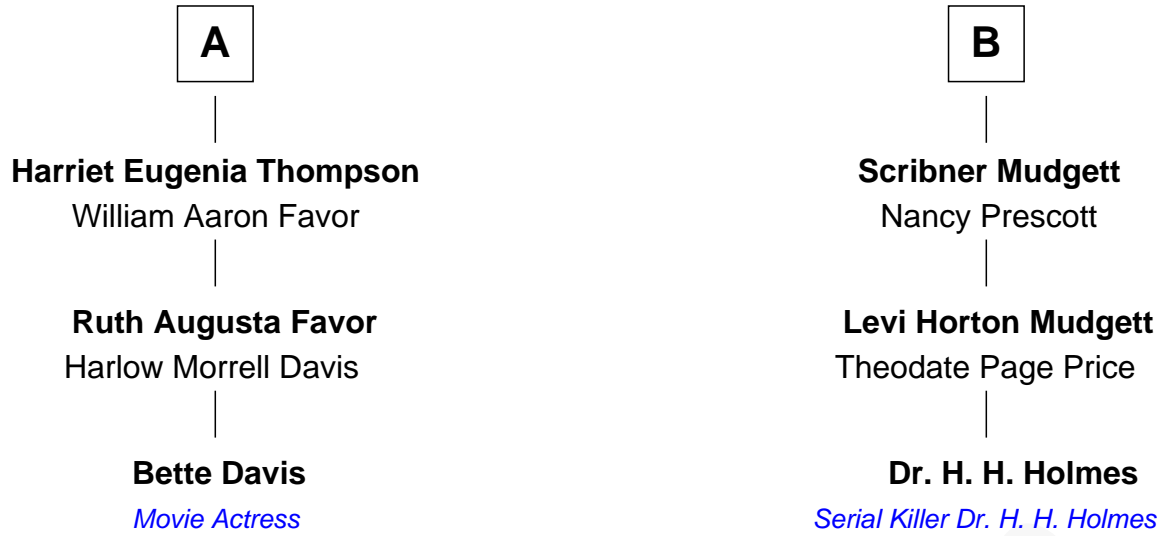 A
Harriet Eugenia Thompson
William Aaron Favor
Ruth Augusta Favor
Harlow Morrell Davis
Bette Davis
Movie Actress
B
Scribner Mudgett
Nancy Prescott
Levi Horton Mudgett
Theodate Page Price
Dr. H. H. Holmes
Serial Killer Dr. H. H. Holmes